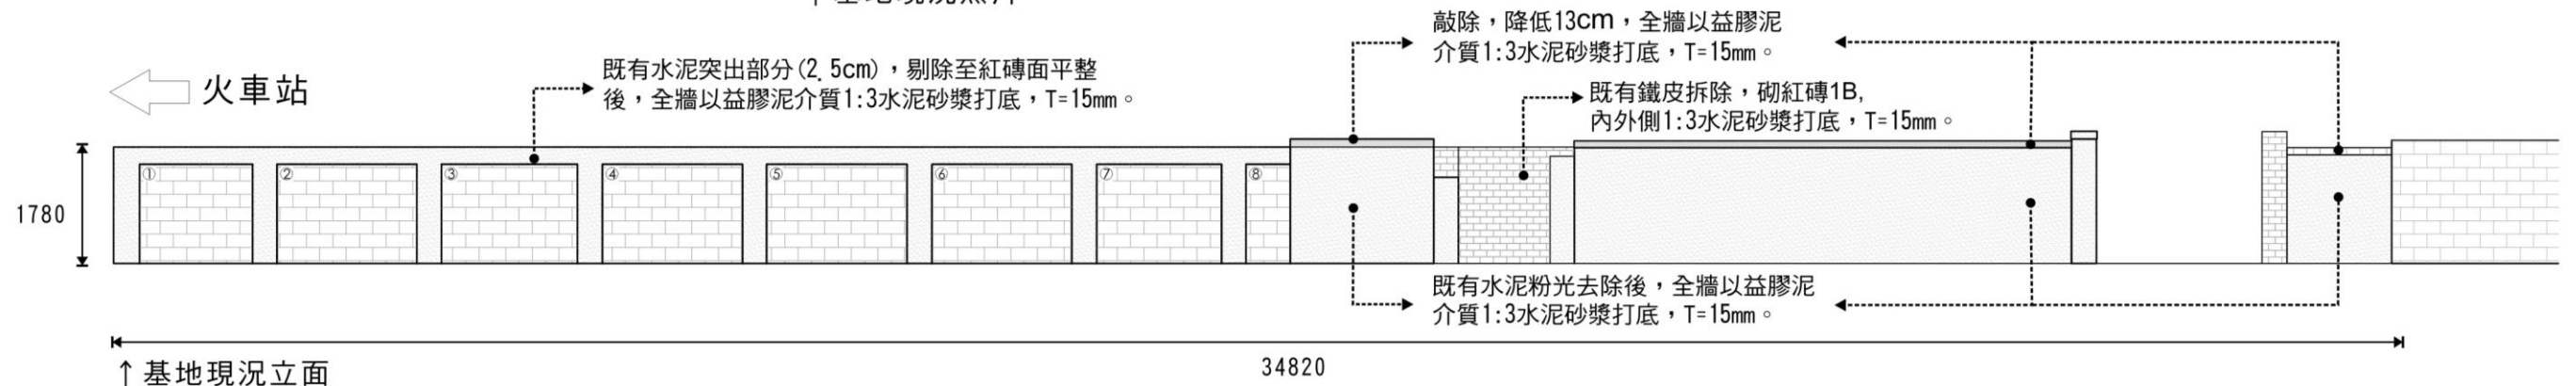 敲除，降低13cm，全牆以益膠泥
介質1:3水泥砂漿打底，T=15mm。
既有水泥突出部分(2.5cm)，剔除至紅磚面平整
後，全牆以益膠泥介質1:3水泥砂漿打底，T=15mm。
火車站
既有鐵皮拆除，砌紅磚1B,
內外側1:3水泥砂漿打底，T=15mm。
①
②
③
④
⑤
⑥
⑦
⑧
1780
既有水泥粉光去除後，全牆以益膠泥
介質1:3水泥砂漿打底，T=15mm。
34820
↑基地現況立面